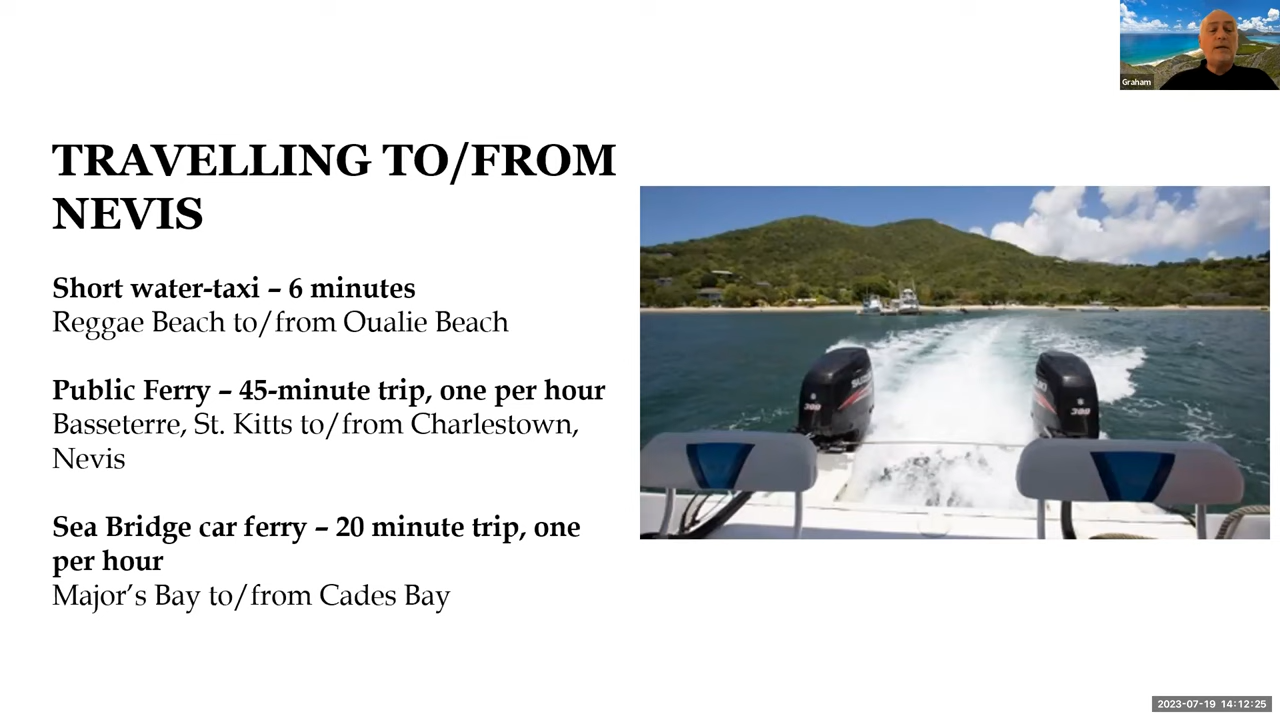 Graham
TRAVELLING TO/FROM
NEVIS
Short water-taxi – 6 minutes
Reggae Beach to/from Oualie Beach
Public Ferry – 45-minute trip, one per hour
Basseterre, St. Kitts to/from Charlestown,
Nevis
Sea Bridge car ferry – 20 minute trip, one
per hour
Major’s Bay to/from Cades Bay
300
300
2023-07-19 14:12:25